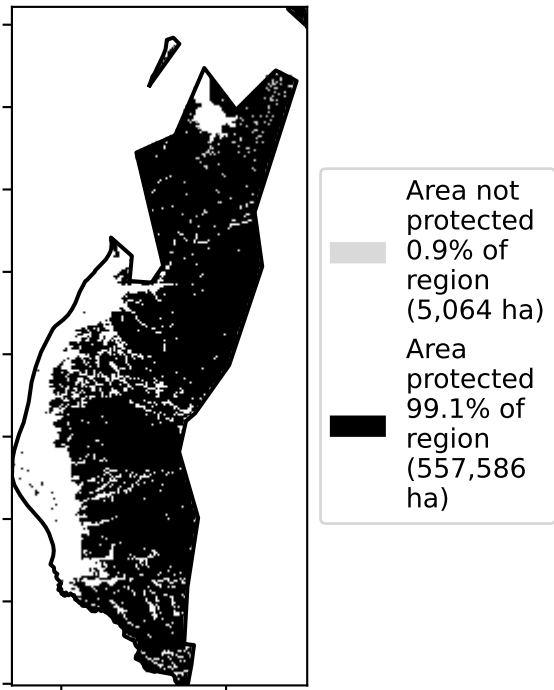 Area not
protected
0.9% of
region
(5,064 ha)
Area
protected
99.1% of
region
(557,586
ha)